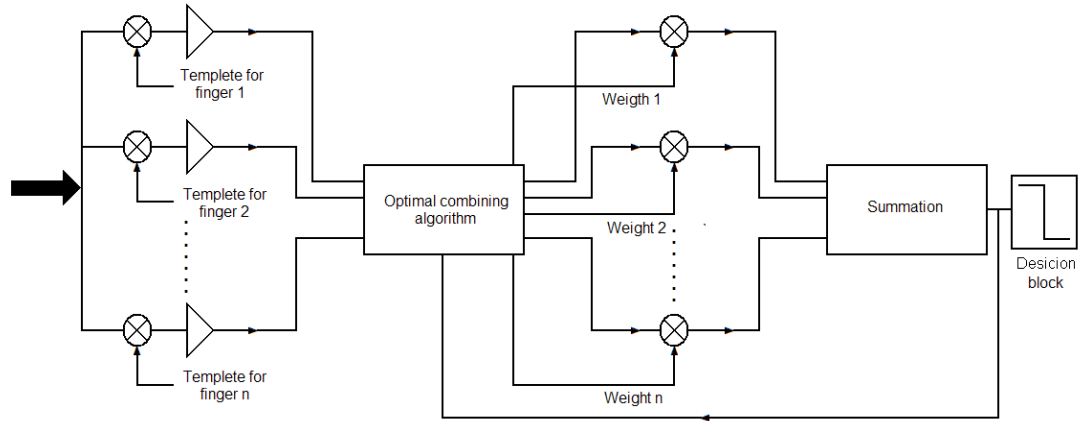 Templete for
finger 1
Weigth 1
Templete for
finger 2
Optimal combining
algorithm
Weight 2
Summation
Desicion
block
Templete for
finger n
Weight n